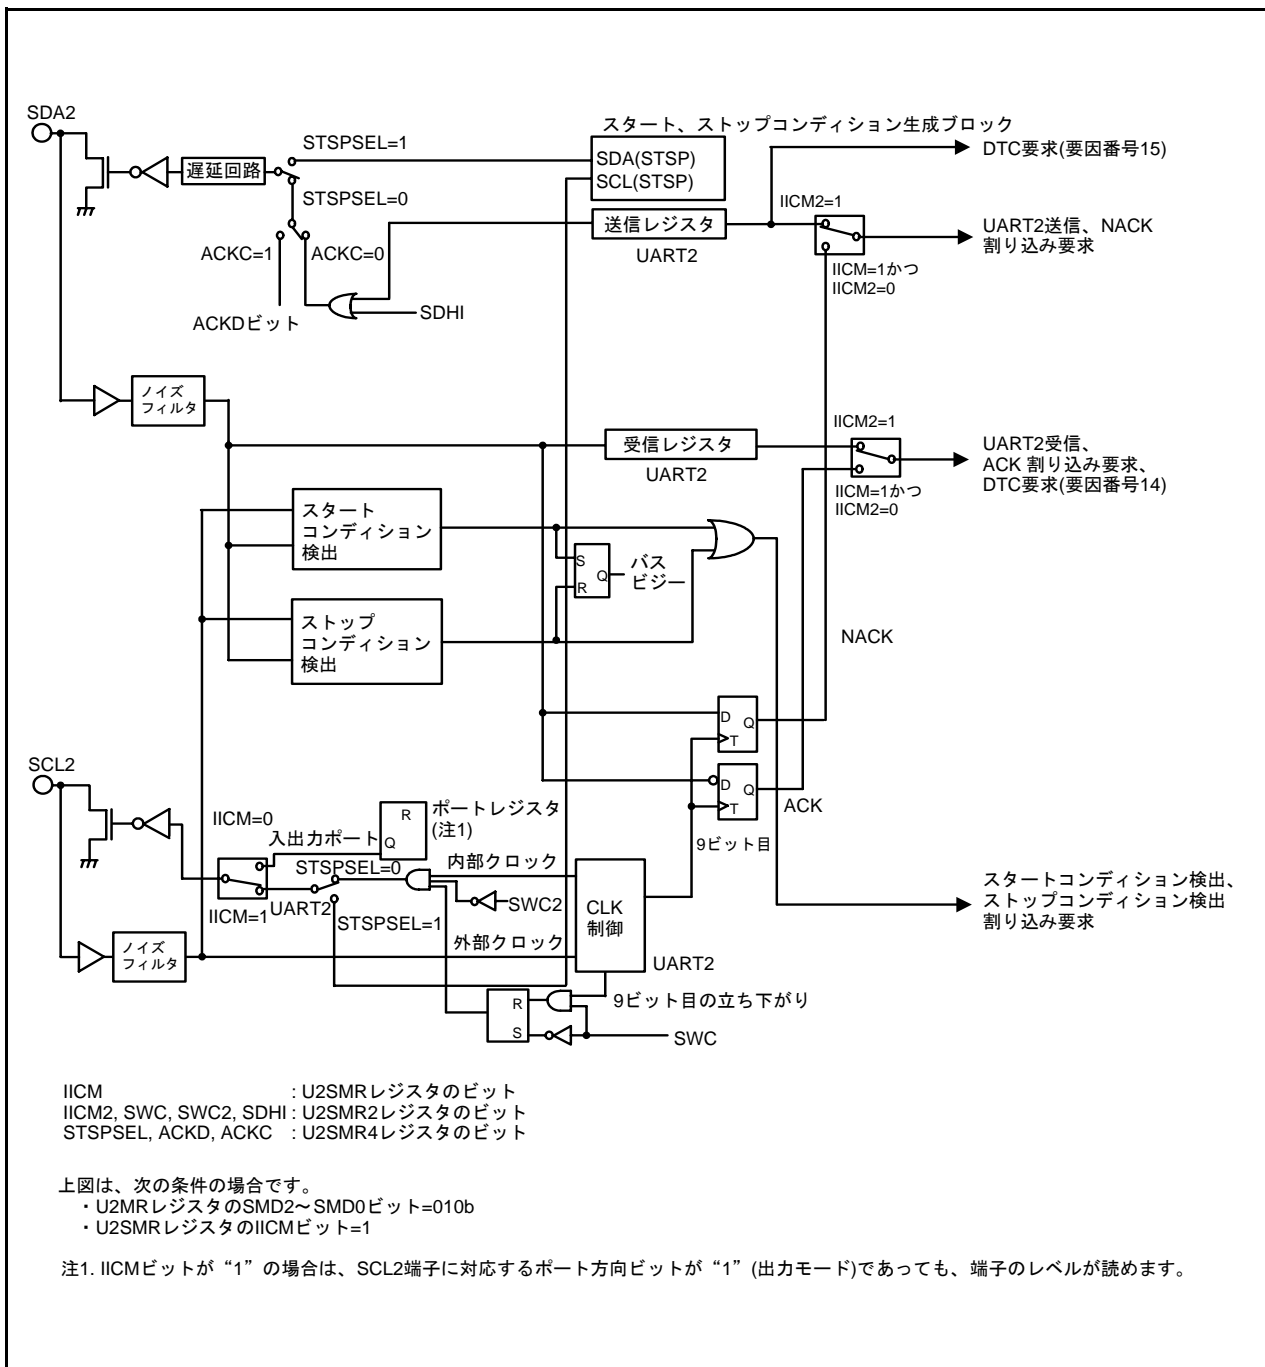 SDA2
STSPSEL=1
スタート、ストップコンディション生成ブロック
SDA(STSP)
SCL(STSP)
DTC要求(要因番号15)
遅延回路
STSPSEL=0
IICM2=1
送信レジスタ
UART2
UART2送信、NACK
割り込み要求
ACKC=1
ACKC=0
IICM=1かつ
IICM2=0
ACKDビット
SDHI
ノイズ
フィルタ
IICM2=1
受信レジスタ
UART2
UART2受信、
ACK 割り込み要求、
DTC要求(要因番号14)
IICM=1かつ
IICM2=0
スタート
コンディション
検出
S
R
Q
バス
ビジー
ストップ
コンディション
検出
NACK
D
Q
T
SCL2
D
Q
T
ACK
9ビット目
IICM=0
入出力ポート
R
Q
ポートレジスタ
(注1)
STSPSEL=0
内部クロック
IICM=1
UART2
SWC2
CLK
制御
STSPSEL=1
外部クロック
UART2
スタートコンディション検出、
ストップコンディション検出
割り込み要求
ノイズ
フィルタ
R
S
9ビット目の立ち下がり
SWC
IICM : U2SMRレジスタのビット
IICM2, SWC, SWC2, SDHI : U2SMR2レジスタのビット
STSPSEL, ACKD, ACKC : U2SMR4レジスタのビット
上図は、次の条件の場合です。
・U2MRレジスタのSMD2～SMD0ビット=010b
・U2SMRレジスタのIICMビット=1
注1. IICMビットが“1”の場合は、SCL2端子に対応するポート方向ビットが“1”(出力モード)であっても、端子のレベルが読めます。